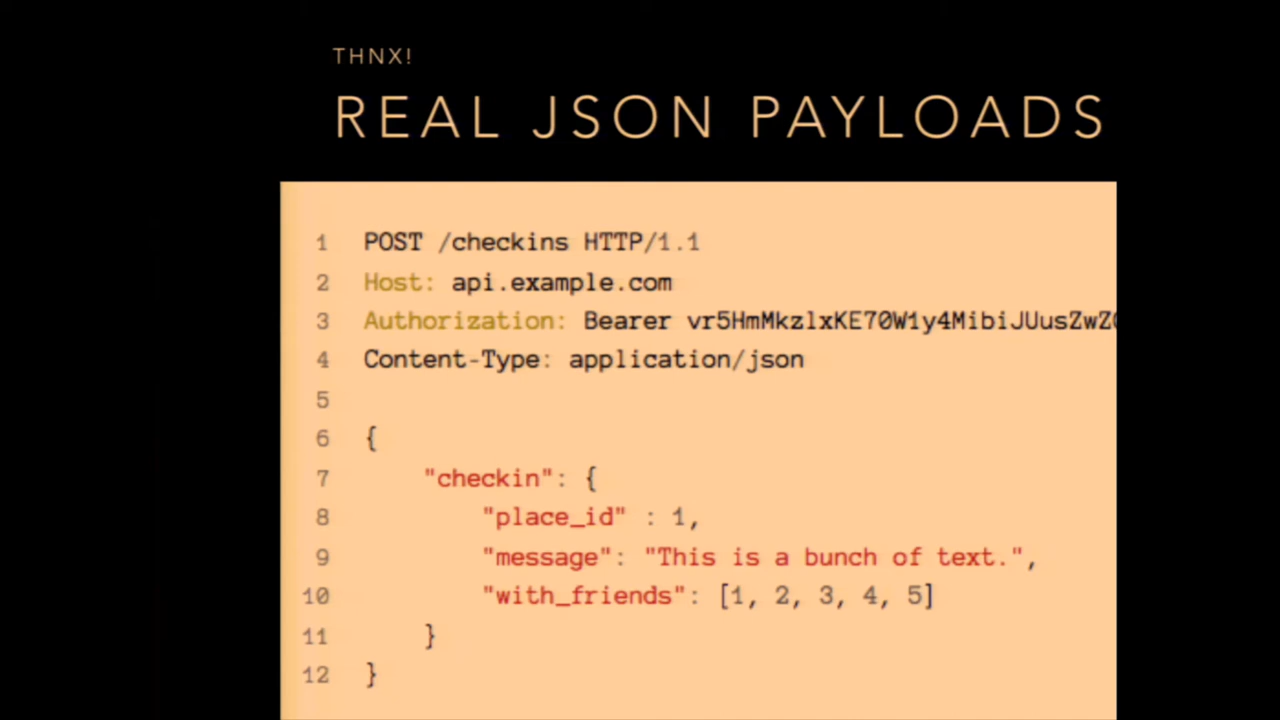 THNX!
REAL JSON PAYLOADS
1 POST /checkins HTTP/1.1
2 Host: api.example.com
3 Authorization: Bearer vr5HmMkzlxKE70W1y4MibiJUusZwZ
4 Content-Type: application/json
5
6 {
7 "checkin": {
8 "place_id" : 1,
9 "message": "This is a bunch of text.",
10 "with_friends": [1, 2, 3, 4, 5]
11 }
12 }